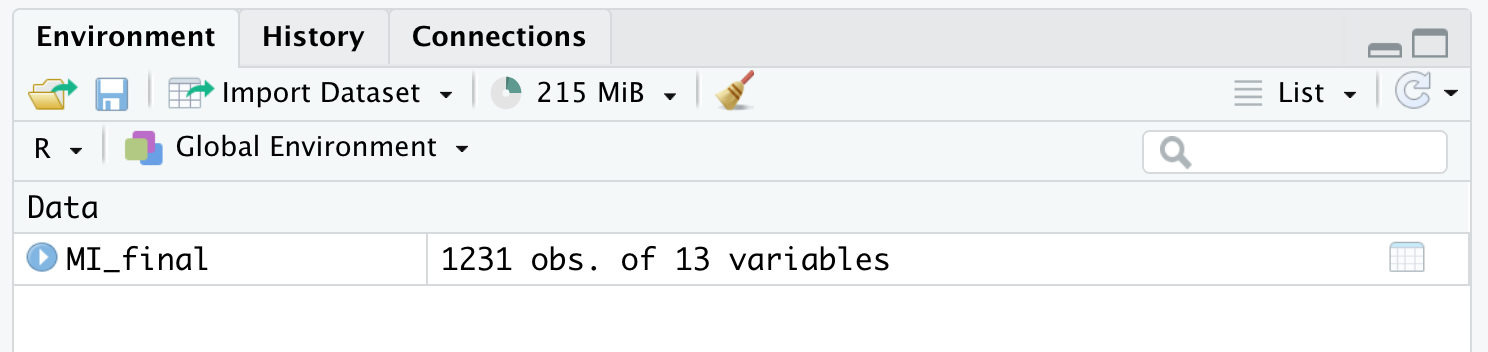 Environment History Connections
Import Dataset 215 MiB List
R Global Environment
Data
MI_final 1231 obs. of 13 variables